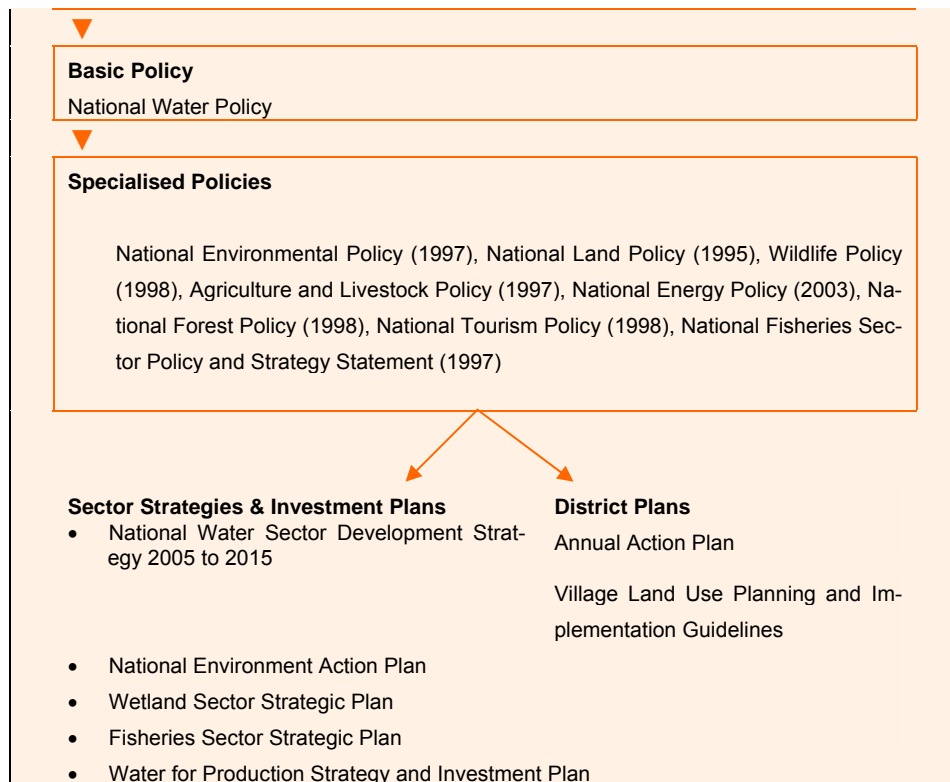 Basic Policy
National Water Policy
Specialised Policies
National Environmental Policy (1997), National Land Policy (1995), Wildlife Policy
(1998), Agriculture and Livestock Policy (1997), National Energy Policy (2003), Na-
tional Forest Policy (1998), National Tourism Policy (1998), National Fisheries Sec-
tor Policy and Strategy Statement (1997)
Sector Strategies & Investment Plans
• National Water Sector Development Strat-
egy 2005 to 2015
District Plans
Annual Action Plan
Village Land Use Planning and Im-
plementation Guidelines
• National Environment Action Plan
• Wetland Sector Strategic Plan
• Fisheries Sector Strategic Plan
• Water for Production Strategy and Investment Plan